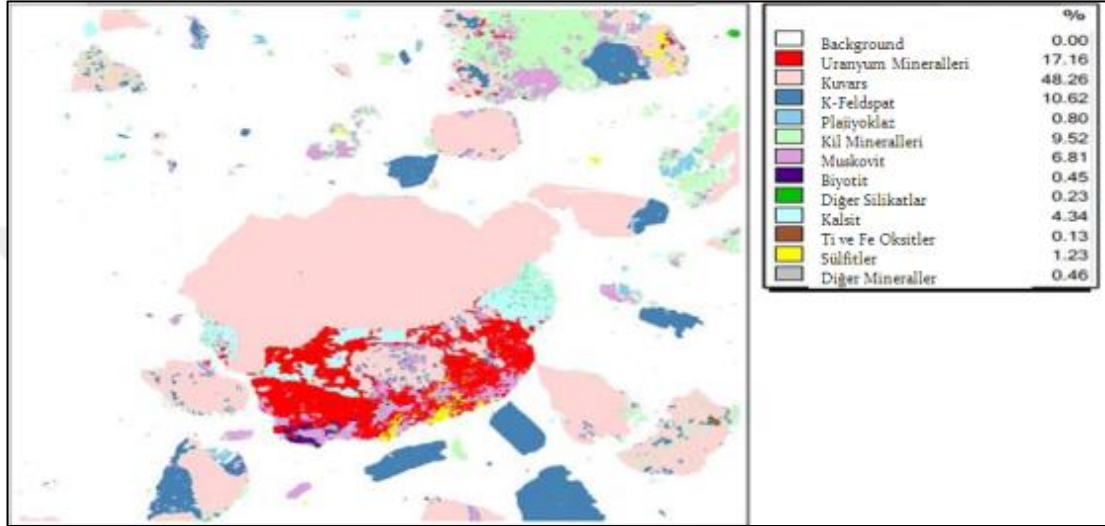 %
Background 0.00
Uranyum Mineralleri 17.16
Kuvars 48.26
K-Feldspat 10.62
Plajiyoklaz 0.80
Kil Mineralleri 9.52
Muskovit 6.81
Biyotit 0.45
Diğer Silikatlar 0.23
Kalsit 4.34
Ti ve Fe Oksitler 0.13
Sülfitler 1.23
Diğer Mineraller 0.46